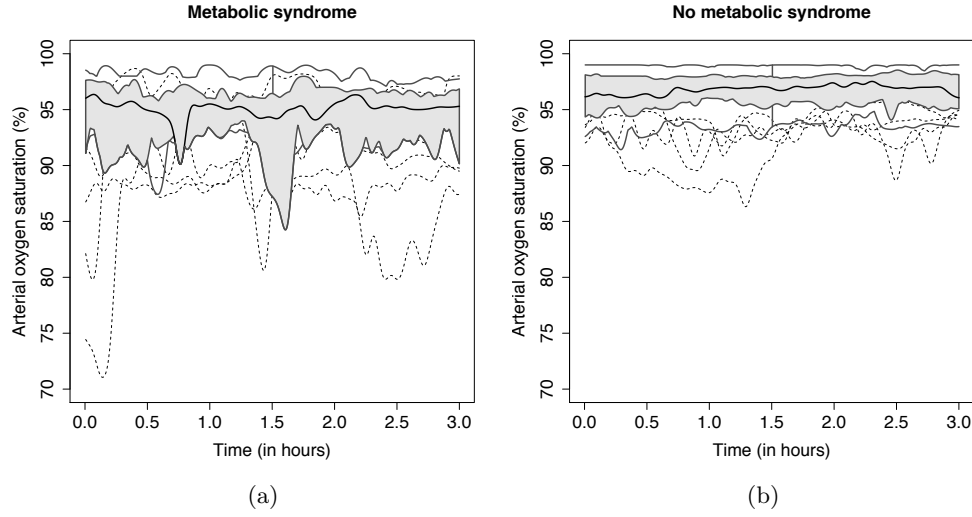 Metabolic syndrome
No metabolic syndrome
Arterial oxygen saturation (%)
100
95
90
85
80
75
70
0.0 0.5 1.0 1.5 2.0 2.5 3.0
Time (in hours)
(a)
Arterial oxygen saturation (%)
100
95
90
85
80
75
70
0.0 0.5 1.0 1.5 2.0 2.5 3.0
Time (in hours)
(b)